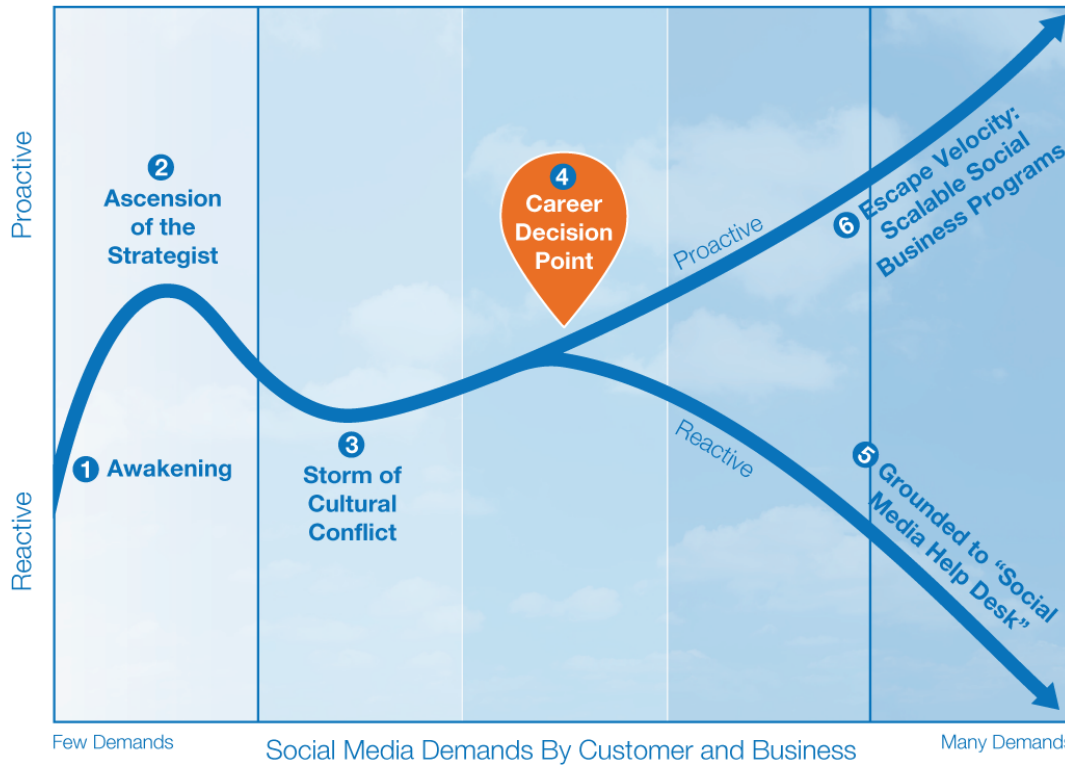 Proactive
Reactive
2
Ascension
of the
Strategist
1 Awakening
3
Storm of
Cultural
Conflict
4
Career
Decision
Point
Proactive
Reactive
6 Escape Velocity:
Scalable Social
Business Programs
5 Grounded to “Social
Media Help Desk”
Few Demands
Social Media Demands By Customer and Business
Many Demands